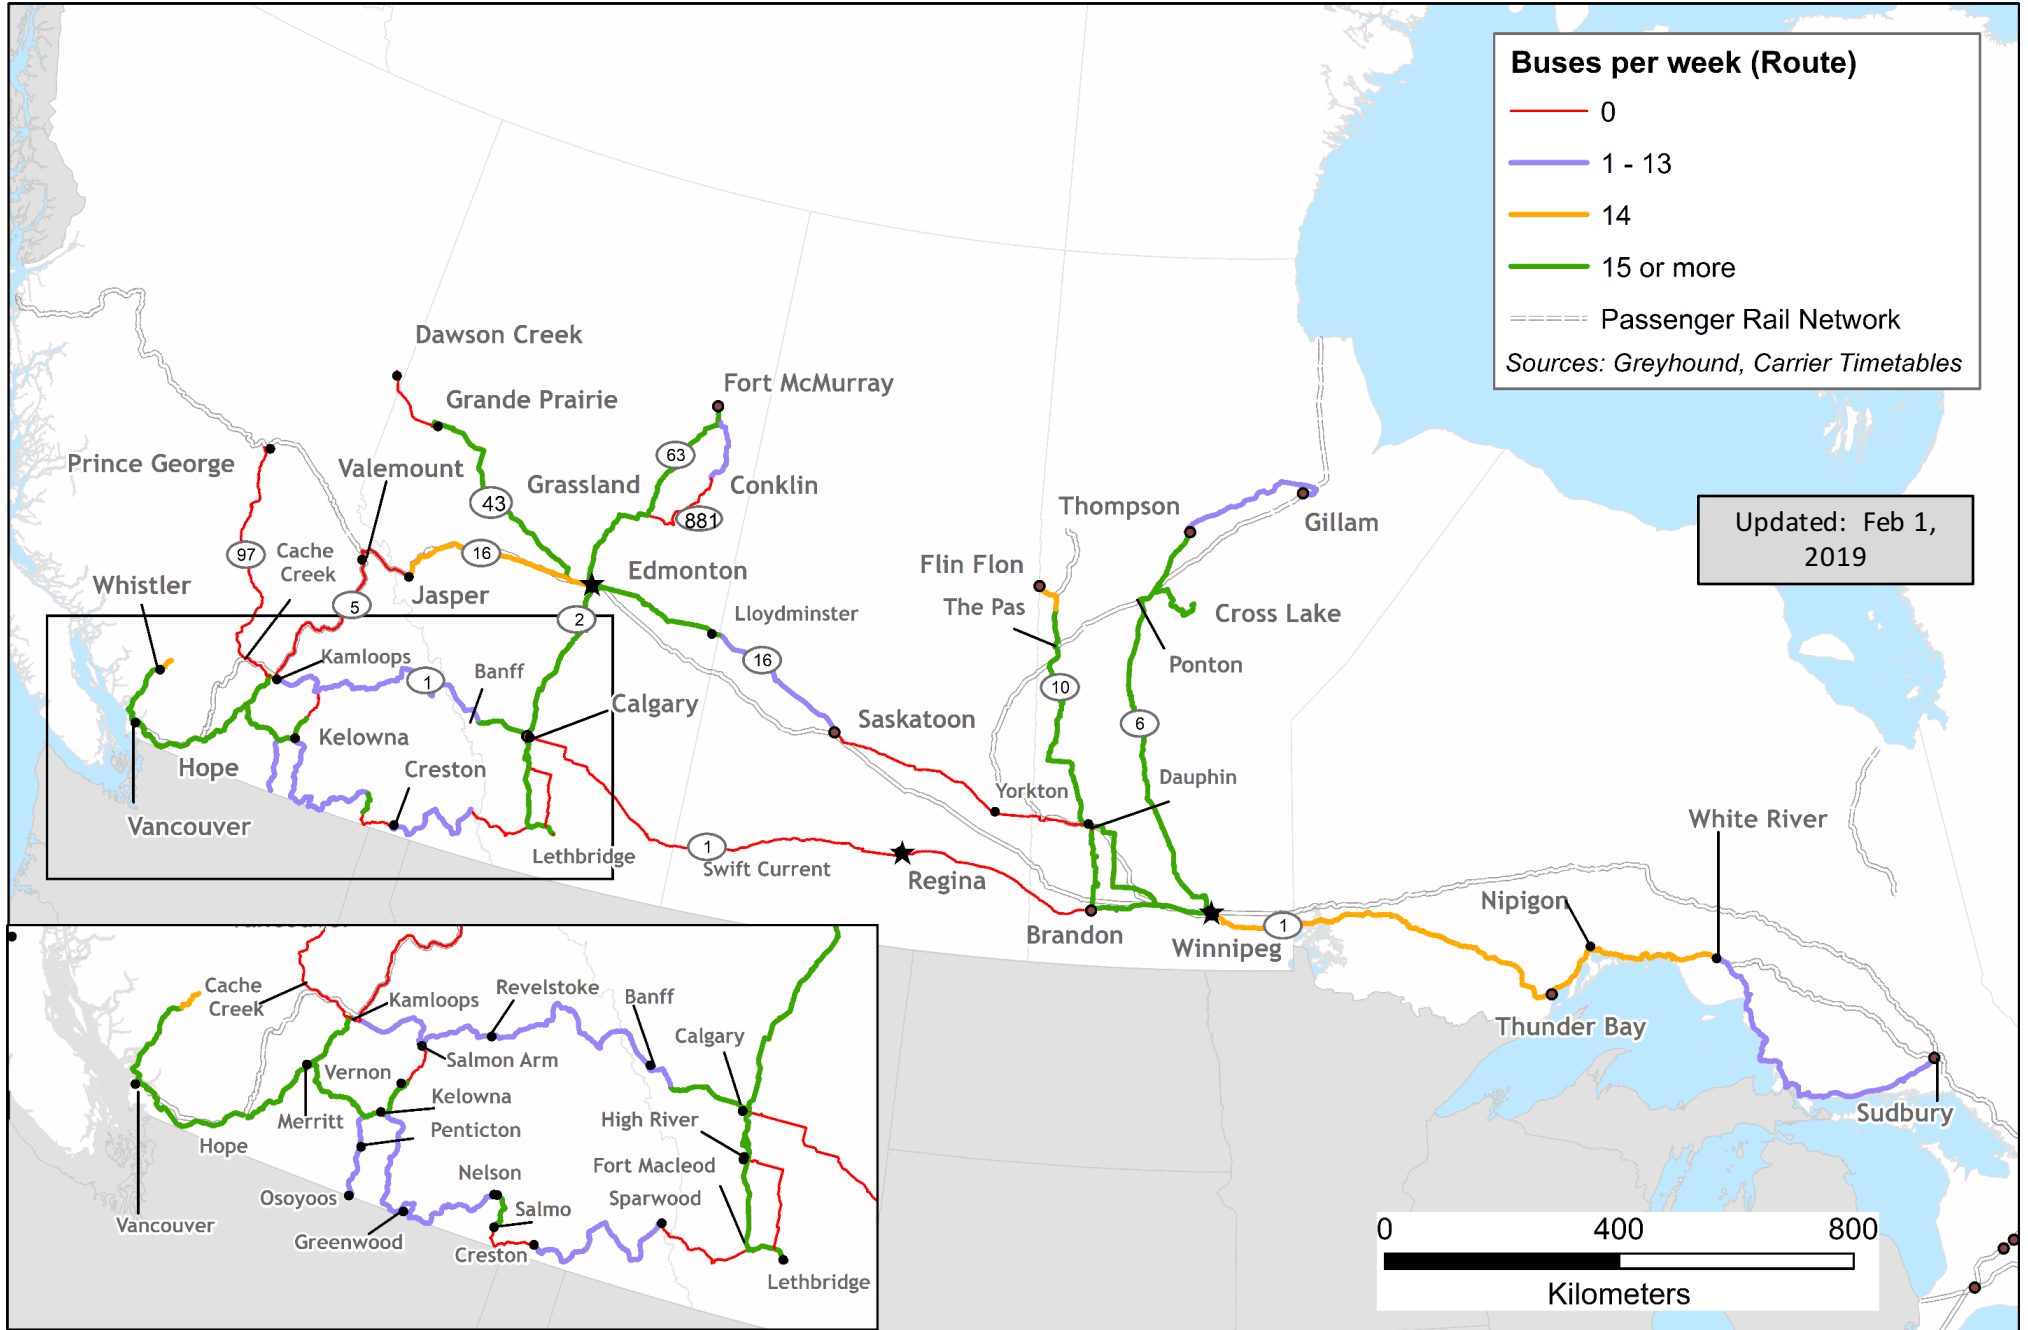 Buses per week (Route)
0
1 - 13
14
15 or more
Passenger Rail Network
Sources: Greyhound, Carrier Timetables
Updated: Feb 1,
2019
Dawson Creek
Grande Prairie
Fort McMurray
Prince George
Valemount
63
Grassland
Conklin
43
881
Thompson
Gillam
97
Cache
Creek
16
Flin Flon
Whistler
Jasper
Edmonton
The Pas
5
2
Lloydminster
Cross Lake
Kamloops
Banff
16
Ponton
1
10
Calgary
Saskatoon
6
Kelowna
Hope
Creston
Dauphin
Yorkton
Vancouver
White River
1
Lethbridge
Swift Current
Regina
Nipigon
Brandon
Winnipeg
1
Thunder Bay
Sudbury
Cache
Creek
Kamloops
Revelstoke
Banff
Calgary
Salmon Arm
Vernon
Kelowna
Merritt
High River
Penticton
Hope
Fort Macleod
Nelson
Osoyoos
Sparwood
Salmo
Vancouver
Greenwood
Creston
Lethbridge
0
400
800
Kilometers